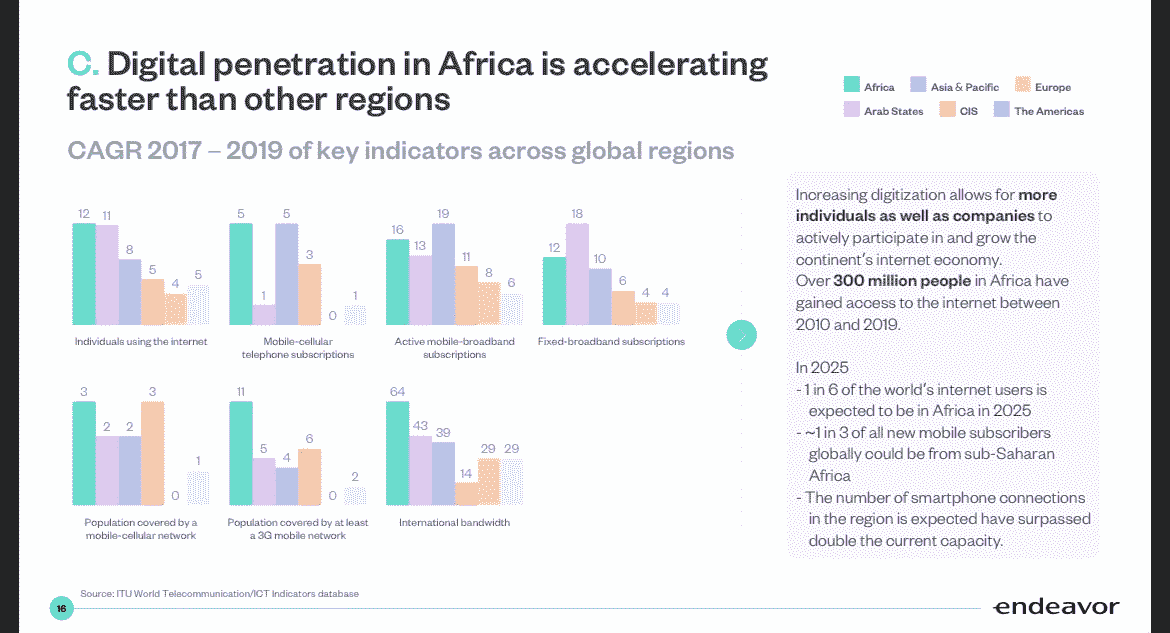 C. Digital penetration in Africa is accelerating
faster than other regions
CAGR 2017 – 2019 of key indicators across global regions
Africa Asia & Pacific Europe
Arab States CIS The Americas
12 11 8 5 4 5
Individuals using the internet
5 1 5 3 0 1
Mobile-cellular
telephone subscriptions
16 13 19 11 8 6
Active mobile-broadband
subscriptions
12 18 10 6 4 4
Fixed-broadband subscriptions
3 2 2 3 0 1
Population covered by a
mobile-cellular network
11 5 4 6 0 2
Population covered by at least
a 3G mobile network
64 43 39 14 29 29
International bandwidth
Increasing digitization allows for more
individuals as well as companies to
actively participate in and grow the
continent's internet economy.
Over 300 million people in Africa have
gained access to the internet between
2010 and 2019.
In 2025
- 1 in 6 of the world's internet users is
expected to be in Africa in 2025
- ~1 in 3 of all new mobile subscribers
globally could be from sub-Saharan
Africa
- The number of smartphone connections
in the region is expected have surpassed
double the current capacity.
Source: ITU World Telecommunication/ICT Indicators database
16
endeavor